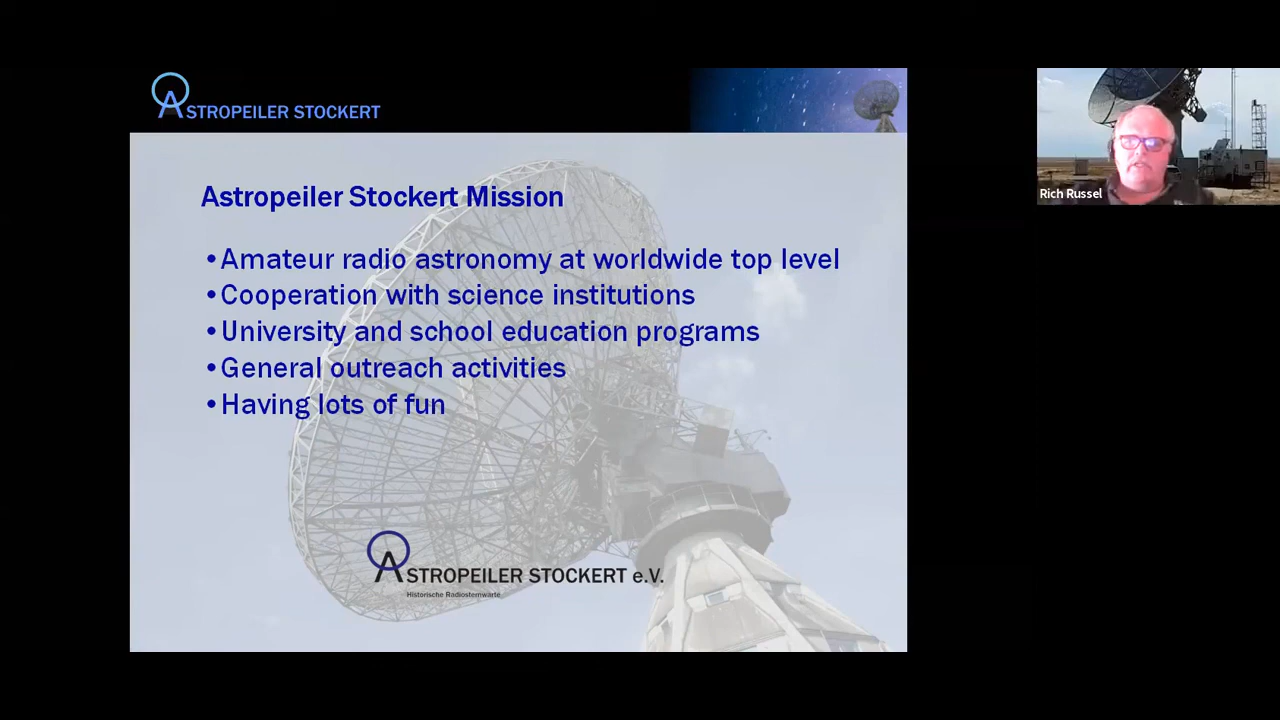 ASTROPEILER STOCKERT
Rich Russel
Astropeiler Stockert Mission
•Amateur radio astronomy at worldwide top level
•Cooperation with science institutions
•University and school education programs
•General outreach activities
•Having lots of fun
ASTROPEILER STOCKERT e.V.
Historische Radiosternwarte